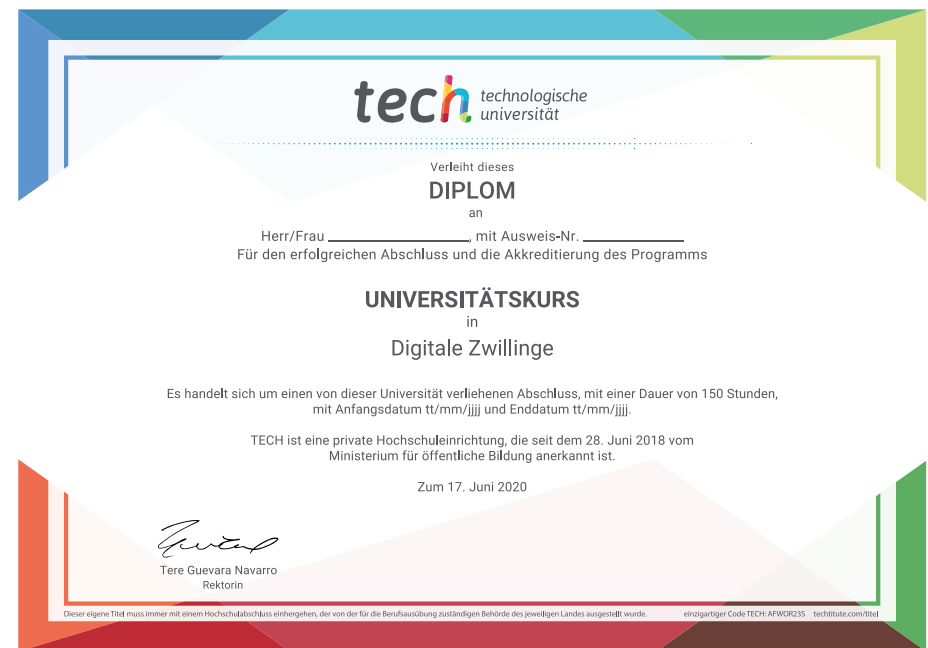 tech technologische
universität
Verleiht dieses
DIPLOM
an
Herr/Frau ____________________, mit Ausweis-Nr. ______________
Für den erfolgreichen Abschluss und die Akkreditierung des Programms
UNIVERSITÄTSKURS
in
Digitale Zwillinge
Es handelt sich um einen von dieser Universität verliehenen Abschluss, mit einer Dauer von 150 Stunden,
mit Anfangsdatum tt/mm/jjjj und Enddatum tt/mm/jjjj.
TECH ist eine private Hochschuleinrichtung, die seit dem 28. Juni 2018 vom
Ministerium für öffentliche Bildung anerkannt ist.
Zum 17. Juni 2020
Tere Guevara Navarro
Rektorin
Dieser eigene Titel muss immer mit einem Hochschulabschluss einhergehen, der von der für die Berufsausübung zuständigen Behörde des jeweiligen Landes ausgestellt wurde. einzigartiger Code TECH: AFWOR23S techtitute.com/titel